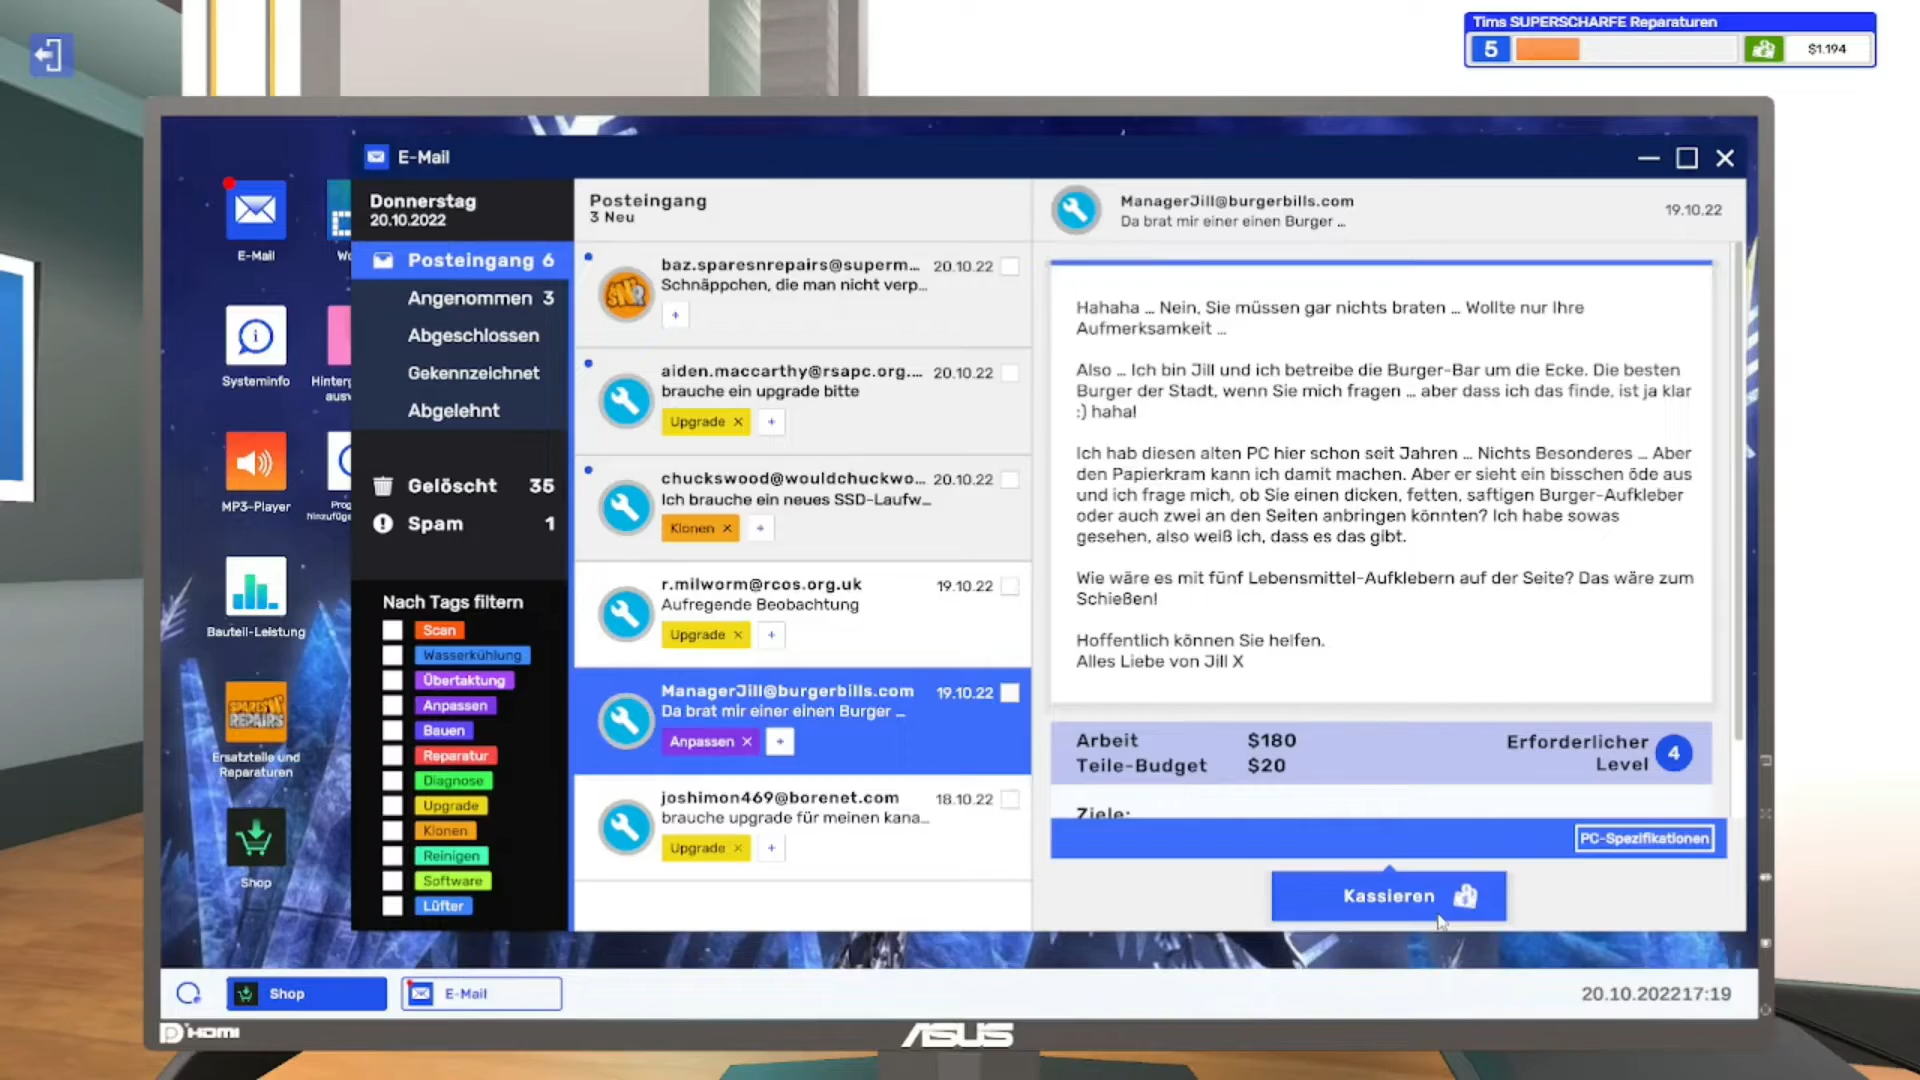 Tims SUPERSCHARFE Reparaturen
5
$1.194
E-Mail
Donnerstag
20.10.2022
Posteingang 6
Angenommen 3
Abgeschlossen
Gekennzeichnet
Abgelehnt
Gelöscht 35
Spam 1
Nach Tags filtern
Scan
Wasserkühlung
Übertaktung
Anpassen
Bauen
Reparatur
Diagnose
Upgrade
Klonen
Reinigen
Software
Lüfter
E-Mail
Systeminfo
MP3-Player
Bauteil-Leistung
SPARES N REPAIRS
Ersatzteile und
Reparaturen
Shop
Posteingang
3 Neu
baz.sparesnrepairs@superm... 20.10.22
Schnäppchen, die man nicht verp...
+
aiden.maccarthy@rsapc.org.... 20.10.22
brauche ein upgrade bitte
Upgrade × +
chuckswood@wouldchuckwo... 20.10.22
Ich brauche ein neues SSD-Laufw...
Klonen × +
r.milworm@rcos.org.uk 19.10.22
Aufregende Beobachtung
Upgrade × +
ManagerJill@burgerbills.com 19.10.22
Da brat mir einer einen Burger ...
Anpassen × +
joshimon469@borenet.com 18.10.22
brauche upgrade für meinen kana...
Upgrade × +
ManagerJill@burgerbills.com
Da brat mir einer einen Burger ...
19.10.22
Hahaha ... Nein, Sie müssen gar nichts braten ... Wollte nur Ihre
Aufmerksamkeit ...
Also ... Ich bin Jill und ich betreibe die Burger-Bar um die Ecke. Die besten
Burger der Stadt, wenn Sie mich fragen ... aber dass ich das finde, ist ja klar
:) haha!
Ich hab diesen alten PC hier schon seit Jahren ... Nichts Besonderes ... Aber
den Papierkram kann ich damit machen. Aber er sieht ein bisschen öde aus
und ich frage mich, ob Sie einen dicken, fetten, saftigen Burger-Aufkleber
oder auch zwei an den Seiten anbringen könnten? Ich habe sowas
gesehen, also weiß ich, dass es das gibt.
Wie wäre es mit fünf Lebensmittel-Aufklebern auf der Seite? Das wäre zum
Schießen!
Hoffentlich können Sie helfen.
Alles Liebe von Jill X
Arbeit $180
Teile-Budget $20
Erforderlicher
Level 4
Ziele:
PC-Spezifikationen
Kassieren
Shop
E-Mail
20.10.202217:19
HDMI
ASUS